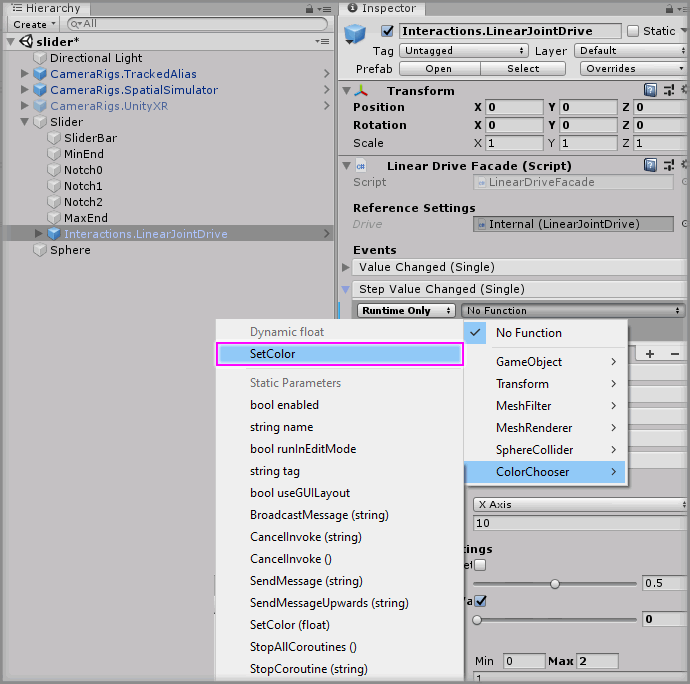 Hierarchy
Create
All
slider*
Directional Light
CameraRigs.TrackedAlias
CameraRigs.SpatialSimulator
CameraRigs.UnityXR
Slider
SliderBar
MinEnd
Notch0
Notch1
Notch2
MaxEnd
Interactions.LinearJointDrive
Sphere
Inspector
Interactions.LinearJointDrive Static
Tag Untagged Layer Default
Prefab Open Select Overrides
Transform
Position X 0 Y 0 Z 0
Rotation X 0 Y 0 Z 0
Scale X 1 Y 1 Z 1
Linear Drive Facade (Script)
Script LinearDriveFacade
Reference Settings
Drive Internal (LinearJointDrive)
Events
Value Changed (Single)
Step Value Changed (Single)
Runtime Only No Function
No Function
GameObject
Transform
MeshFilter
MeshRenderer
SphereCollider
ColorChooser
Dynamic float
SetColor
Static Parameters
bool enabled
string name
bool runInEditMode
string tag
bool useGUILayout
BroadcastMessage (string)
CancelInvoke (string)
CancelInvoke ()
SendMessage (string)
SendMessageUpwards (string)
SetColor (float)
StopAllCoroutines ()
StopCoroutine (string)
X Axis
10
tings
0.5
0
Min 0 Max 2
1